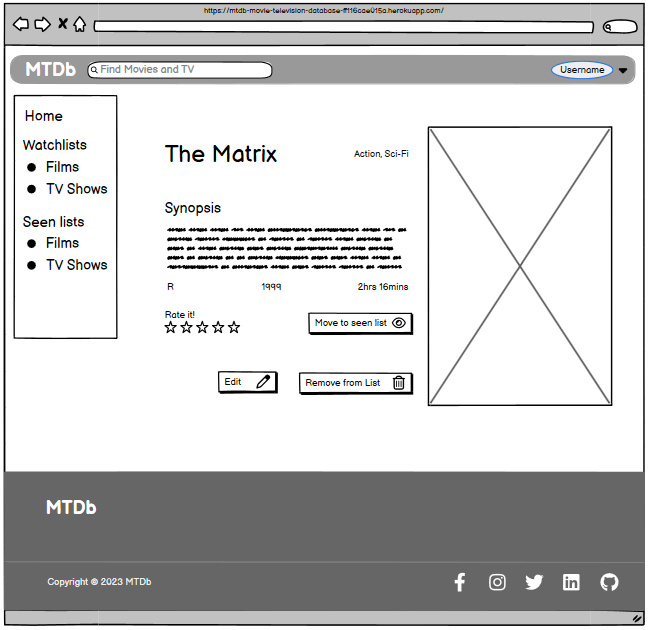 https://mtdb-movie-television-database-ff116cae015a.herokuapp.com/
MTDb
Find Movies and TV
Username
Home
Watchlists
Films
TV Shows
Seen lists
Films
TV Shows
The Matrix
Action, Sci-Fi
Synopsis
R
1999
2hrs 16mins
Rate it!
Move to seen list
Edit
Remove from List
MTDb
Copyright © 2023 MTDb